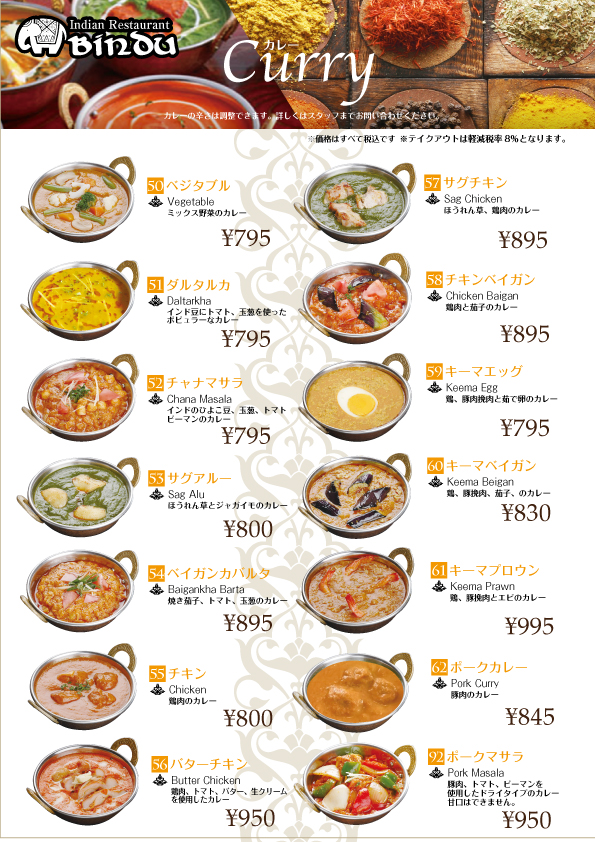 Indian Restaurant
Bindu
カレー
Curry
カレーの辛さは調整できます。詳しくはスタッフまでお問い合わせください。
※価格はすべて税込です ※テイクアウトは軽減税率8%となります。
50 ベジタブル
Vegetable
ミックス野菜のカレー
¥795
51 ダルタルカ
Daltarkha
インド豆にトマト、玉葱を使った
ポピュラーなカレー
¥795
52 チャナマサラ
Chana Masala
インドのひよこ豆、玉葱、トマト
ピーマンのカレー
¥795
53 サグアルー
Sag Alu
ほうれん草とジャガイモのカレー
¥800
54 ベイガンカバルタ
Baigankha Barta
焼き茄子、トマト、玉葱のカレー
¥895
55 チキン
Chicken
鶏肉のカレー
¥800
56 バターチキン
Butter Chicken
鶏肉、トマト、バター、生クリーム
を使用したカレー
¥950
57 サグチキン
Sag Chicken
ほうれん草、鶏肉のカレー
¥895
58 チキンベイガン
Chicken Baigan
鶏肉と茄子のカレー
¥895
59 キーマエッグ
Keema Egg
鶏、豚肉挽肉と茹で卵のカレー
¥795
60 キーマベイガン
Keema Beigan
鶏、豚挽肉、茄子、のカレー
¥830
61 キーマプロウン
Keema Prawn
鶏、豚挽肉とエビのカレー
¥995
62 ポークカレー
Pork Curry
豚肉のカレー
¥845
92 ポークマサラ
Pork Masala
豚肉、トマト、ピーマンを
使用したドライタイプのカレー
甘口はできません。
¥950